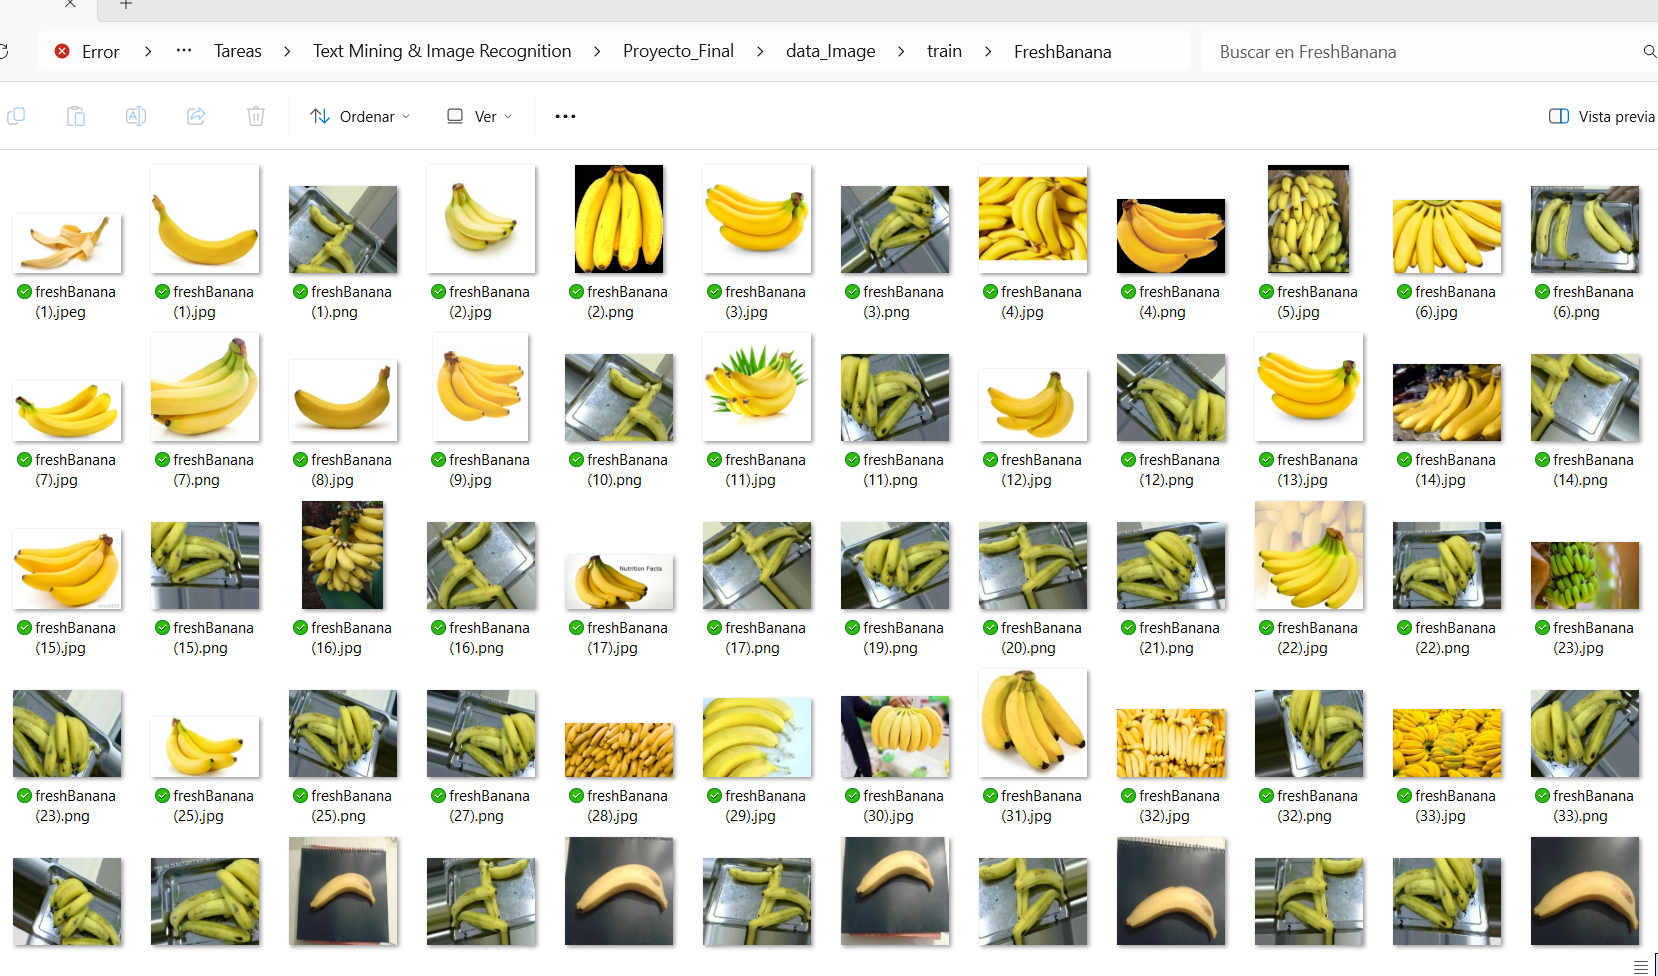 Error > ··· Tareas > Text Mining & Image Recognition > Proyecto_Final > data_Image > train > FreshBanana
Buscar en FreshBanana
Ordenar
Ver
Vista previa
freshBanana (1).jpeg
freshBanana (1).jpg
freshBanana (1).png
freshBanana (2).jpg
freshBanana (2).png
freshBanana (3).jpg
freshBanana (3).png
freshBanana (4).jpg
freshBanana (4).png
freshBanana (5).jpg
freshBanana (6).jpg
freshBanana (6).png
freshBanana (7).jpg
freshBanana (7).png
freshBanana (8).jpg
freshBanana (9).jpg
freshBanana (10).png
freshBanana (11).jpg
freshBanana (11).png
freshBanana (12).jpg
freshBanana (12).png
freshBanana (13).jpg
freshBanana (14).jpg
freshBanana (14).png
Nutrition Facts
freshBanana (15).jpg
freshBanana (15).png
freshBanana (16).jpg
freshBanana (16).png
freshBanana (17).jpg
freshBanana (17).png
freshBanana (19).png
freshBanana (20).png
freshBanana (21).png
freshBanana (22).jpg
freshBanana (22).png
freshBanana (23).jpg
freshBanana (23).png
freshBanana (25).jpg
freshBanana (25).png
freshBanana (27).png
freshBanana (28).jpg
freshBanana (29).jpg
freshBanana (30).jpg
freshBanana (31).jpg
freshBanana (32).jpg
freshBanana (32).png
freshBanana (33).jpg
freshBanana (33).png